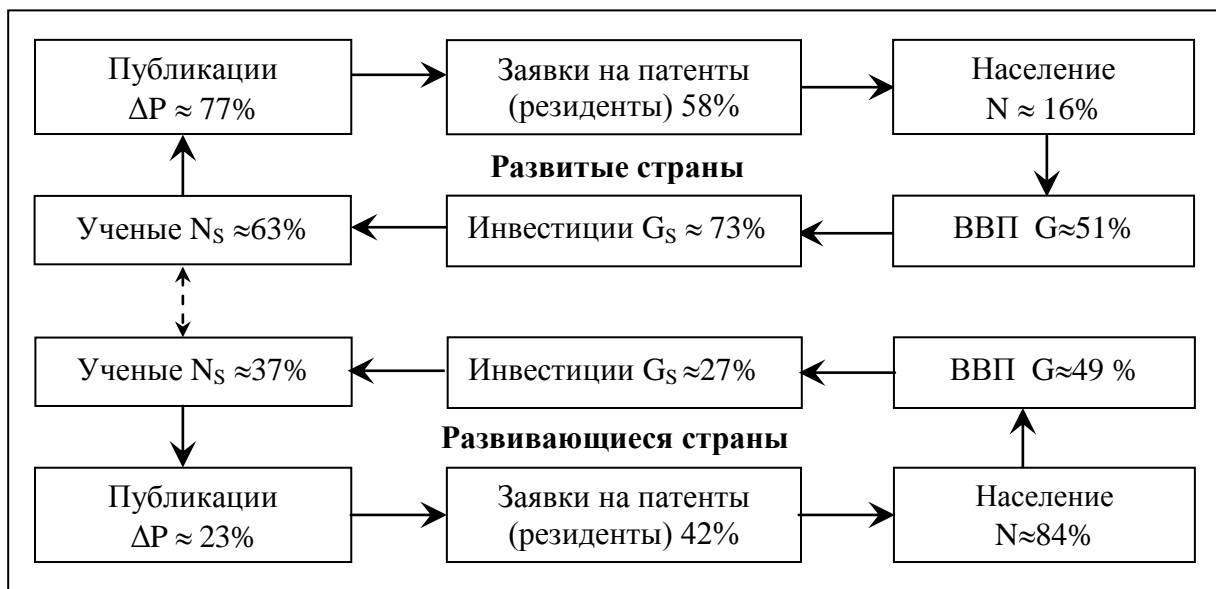 Публикации
ΔP ≈ 77%
Заявки на патенты
(резиденты) 58%
Население
N ≈ 16%
Развитые страны
Ученые NS ≈63%
Инвестиции GS ≈ 73%
ВВП G≈51%
Ученые NS ≈37%
Инвестиции GS ≈27%
ВВП G≈49 %
Развивающиеся страны
Публикации
ΔP ≈ 23%
Заявки на патенты
(резиденты) 42%
Население
N≈84%